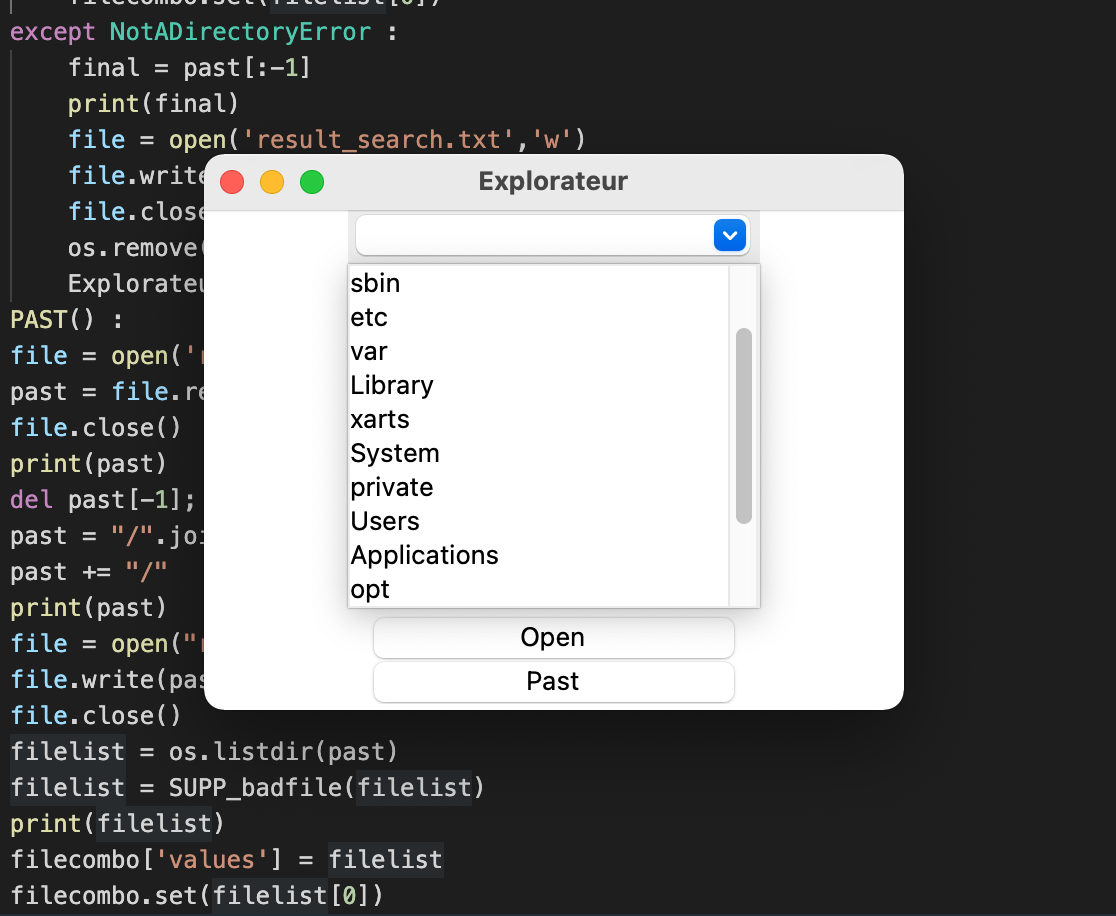 filecombo.set(filelist[0])
except NotADirectoryError :
final = past[:-1]
print(final)
file = open('result_search.txt','w')
file.write
file.close
os.remove(
Explorateu
PAST() :
file = open('
past = file.re
file.close()
print(past)
del past[-1];
past = "/".joi
past += "/"
print(past)
file = open("
file.write(pas
file.close()
filelist = os.listdir(past)
filelist = SUPP_badfile(filelist)
print(filelist)
filecombo['values'] = filelist
filecombo.set(filelist[0])
Explorateur
sbin
etc
var
Library
xarts
System
private
Users
Applications
opt
Open
Past